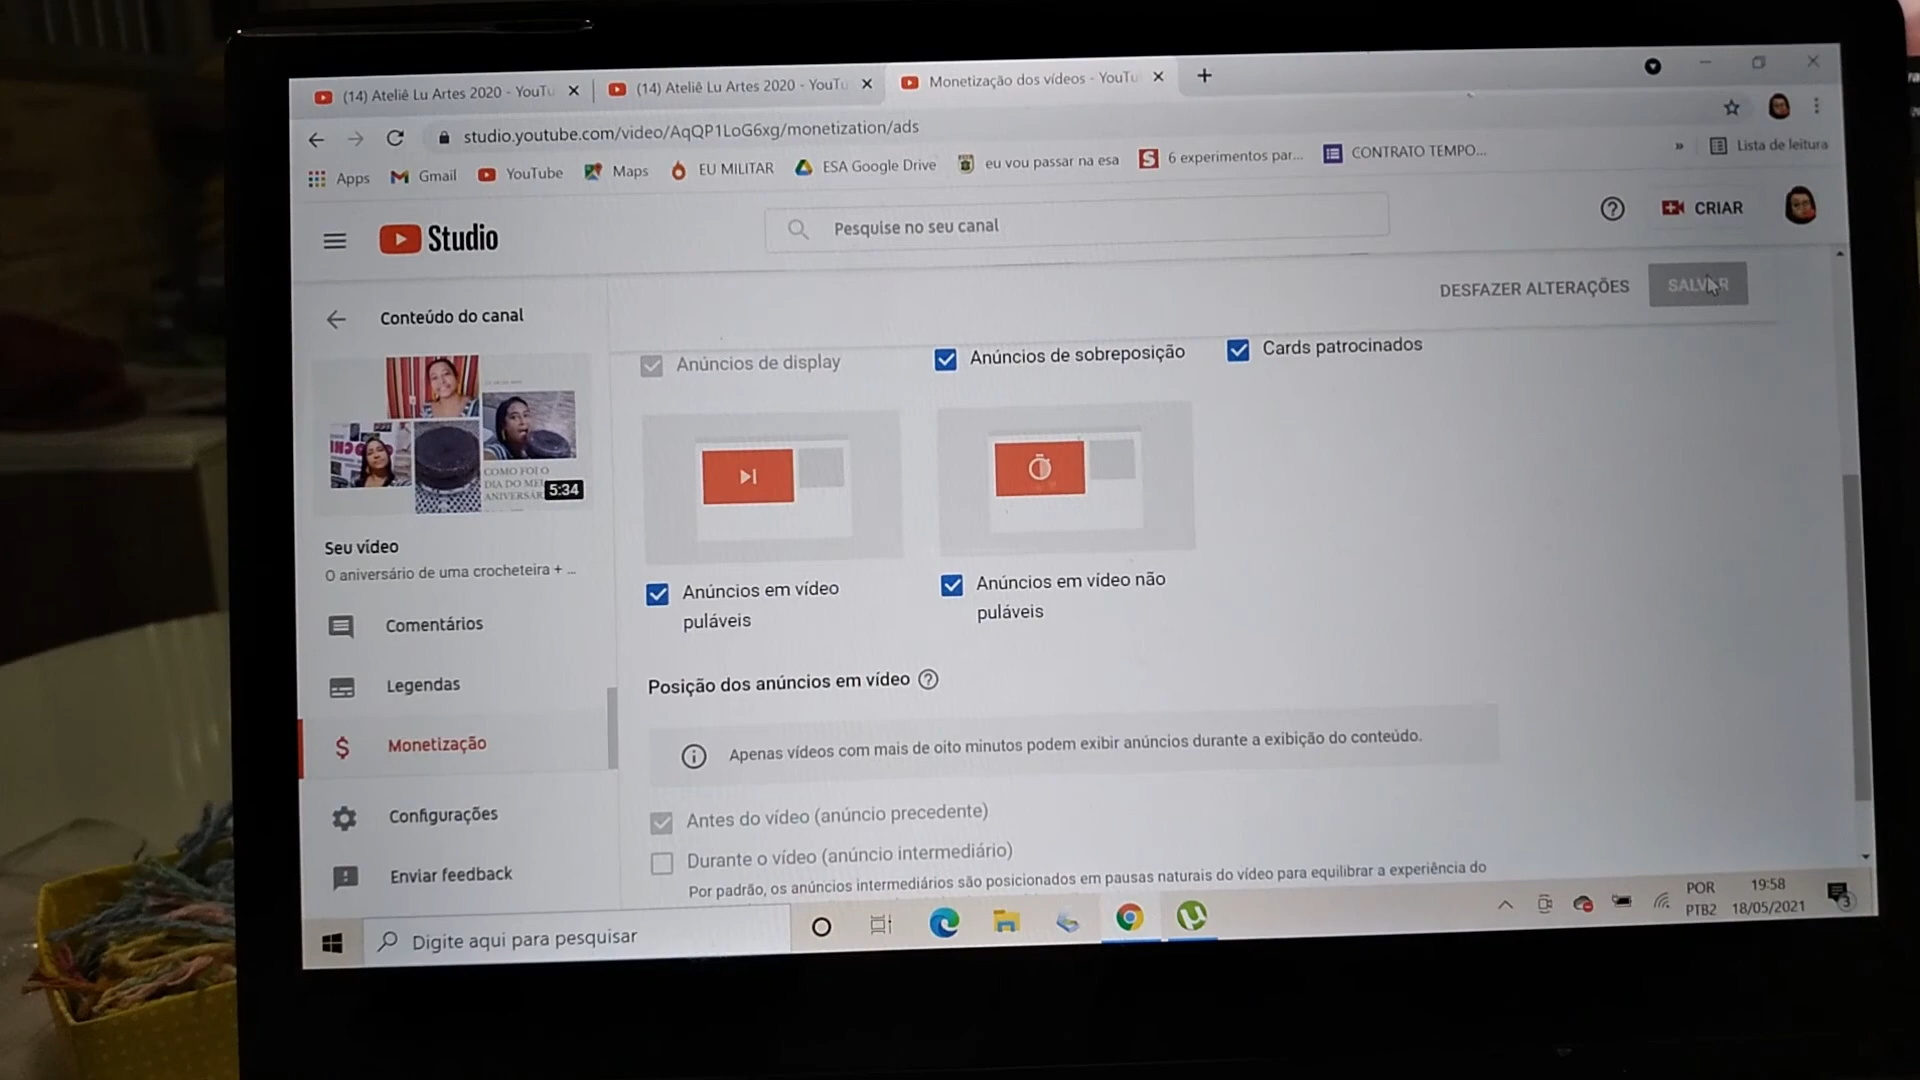 (14) Ateliê Lu Artes 2020 - YouTu
(14) Ateliê Lu Artes 2020 - YouTu
Monetização dos vídeos - YouTu
studio.youtube.com/video/AqQP1LoG6xg/monetization/ads
Apps
Gmail
YouTube
Maps
EU MILITAR
ESA Google Drive
eu vou passar na esa
6 experimentos par...
CONTRATO TEMPO...
»
Lista de leitura
Studio
Pesquise no seu canal
CRIAR
DESFAZER ALTERAÇÕES
SALVAR
Conteúdo do canal
COMO FOI O
DIA DO MEU
ANIVERSÁR
5:34
Seu vídeo
O aniversário de uma crocheteira + ...
Comentários
Legendas
Monetização
Configurações
Enviar feedback
Anúncios de display
Anúncios de sobreposição
Cards patrocinados
Anúncios em vídeo
puláveis
Anúncios em vídeo não
puláveis
Posição dos anúncios em vídeo
Apenas vídeos com mais de oito minutos podem exibir anúncios durante a exibição do conteúdo.
Antes do vídeo (anúncio precedente)
Durante o vídeo (anúncio intermediário)
Por padrão, os anúncios intermediários são posicionados em pausas naturais do vídeo para equilibrar a experiência do
Digite aqui para pesquisar
POR
PTB2
19:58
18/05/2021
3